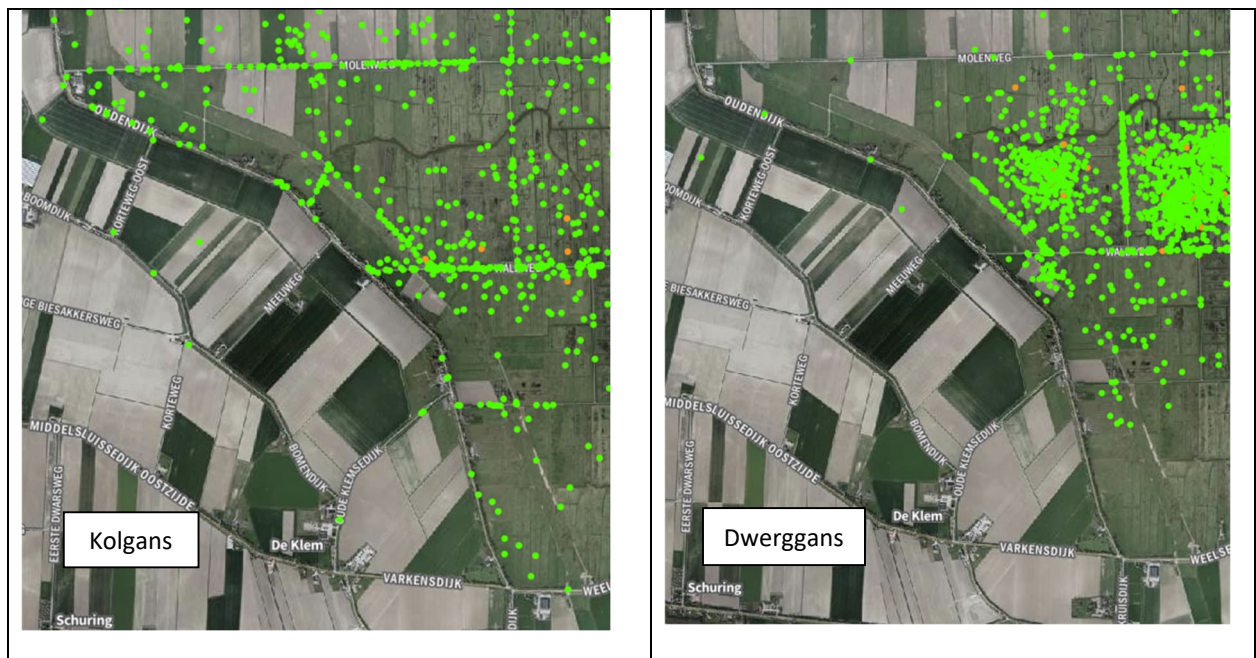 MOLENWEG
OUDENDIJK
KORTEWEG-OOST
BOOMDIJK
MEEUWEG
GE BIESAKKERSWEG
KORTEWEG
MIDDELSLUISSEDIJK OOSTZIJDE
BOMENDIJK
OUDE KLEMSEDIJK
EERSTE DWARSWEG
Kolgans
De Klem
VARKENSDIJK
WEEL
DIJK
Schuring
MOLENWEG
OUDENDIJK
KORTEWEG-OOST
BOOMDIJK
MEEUWEG
GE BIESAKKERSWEG
KORTEWEG
MIDDELSLUISSEDIJK OOSTZIJDE
BOMENDIJK
OUDE KLEMSEDIJK
EERSTE DWARSWEG
De Klem
Dwerggans
VARKENSDIJK
WEELSE
KRUISDIJK
Schuring